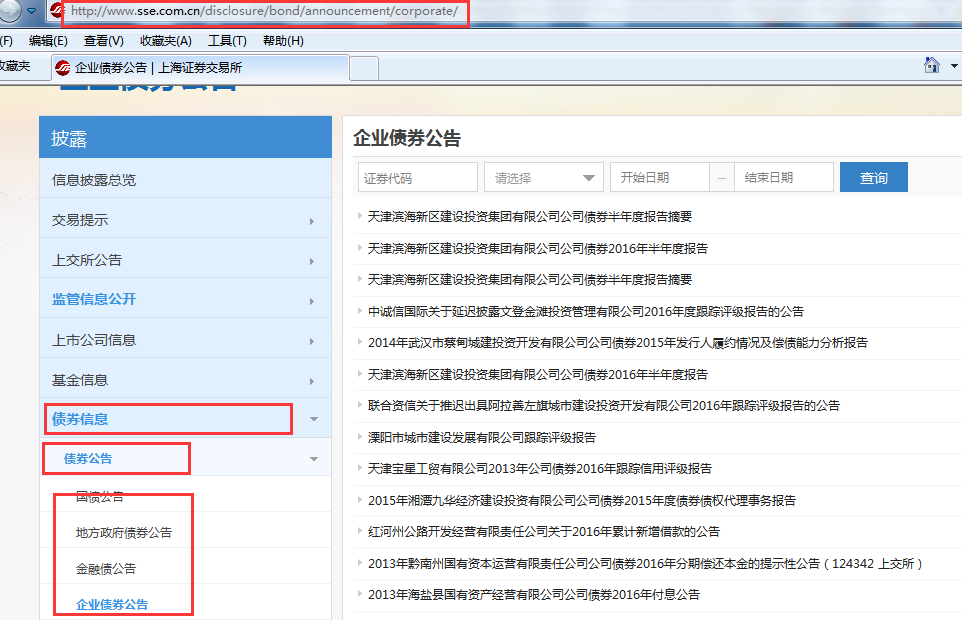 http://www.sse.com.cn/disclosure/bond/announcement/corporate/
(F) 编辑(E) 查看(V) 收藏夹(A) 工具(T) 帮助(H)
收藏夹 企业债券公告 | 上海证券交易所
企业债券公告
披露
信息披露总览
交易提示
上交所公告
监管信息公开
上市公司信息
基金信息
债券信息
债券公告
国债公告
地方政府债券公告
金融债公告
企业债券公告
企业债券公告
证券代码 请选择 开始日期 — 结束日期 查询
天津滨海新区建设投资集团有限公司公司债券半年度报告摘要
天津滨海新区建设投资集团有限公司公司债券2016年半年度报告
天津滨海新区建设投资集团有限公司公司债券半年度报告摘要
中诚信国际关于延迟披露文登金滩投资管理有限公司2016年度跟踪评级报告的公告
2014年武汉市蔡甸城建投资开发有限公司公司债券2015年发行人履约情况及偿债能力分析报告
天津滨海新区建设投资集团有限公司公司债券2016年半年度报告
联合资信关于推迟出具阿拉善左旗城市建设投资开发有限公司2016年跟踪评级报告的公告
溧阳市城市建设发展有限公司跟踪评级报告
天津宝星工贸有限公司2013年公司债券2016年跟踪信用评级报告
2015年湘潭九华经济建设投资有限公司公司债券2015年度债券债权代理事务报告
红河州公路开发经营有限责任公司关于2016年累计新增借款的公告
2013年黔南州国有资本运营有限责任公司公司债券2016年分期偿还本金的提示性公告（124342 上交所）
2013年海盐县国有资产经营有限公司公司债券2016年付息公告